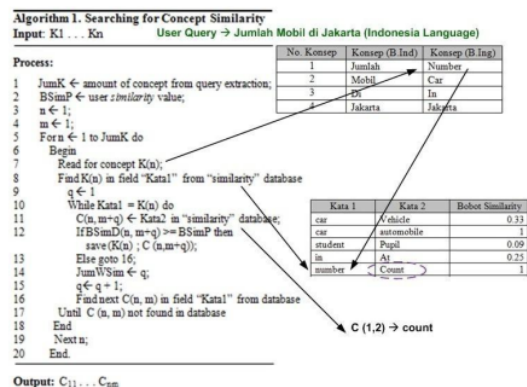 Algorithm 1. Searching for Concept Similarity
Input: K1 . . . Kn
User Query → Jumlah Mobil di Jakarta (Indonesia Language)
Process:
1 JumK ← amount of concept from query extraction;
2 BSimP ← user similarity value;
3 n ← 1;
4 m ← 1;
5 For n ← 1 to JumK do
6 Begin
7 Read for concept K(n);
8 Find K(n) in field “Kata1” from “similarity” database
9 q ← 1
10 While Kata1 = K(n) do
11 C(n, m+q) ← Kata2 in “similarity” database;
12 If BSimD(n, m+q) >= BSimP then
save (K(n) ; C (n,m+q));
13 Else goto 16;
14 JumWSim ← q;
15 q ← q + 1;
16 Find next C(n, m) in field “Kata1” from database
17 Until C (n, m) not found in database
18 End
19 Next n;
20 End.
Output: C11 . . . Cnm
No. Konsep Konsep (B.Ind) Konsep (B.Ing)
1 Jumlah Number
2 Mobil Car
3 Di In
4 Jakarta Jakarta
Kata 1 Kata 2 Bobot Similarity
car Vehicle 0.33
car automobile 1
student Pupil 0.09
in At 0.25
number Count 1
C (1,2) → count